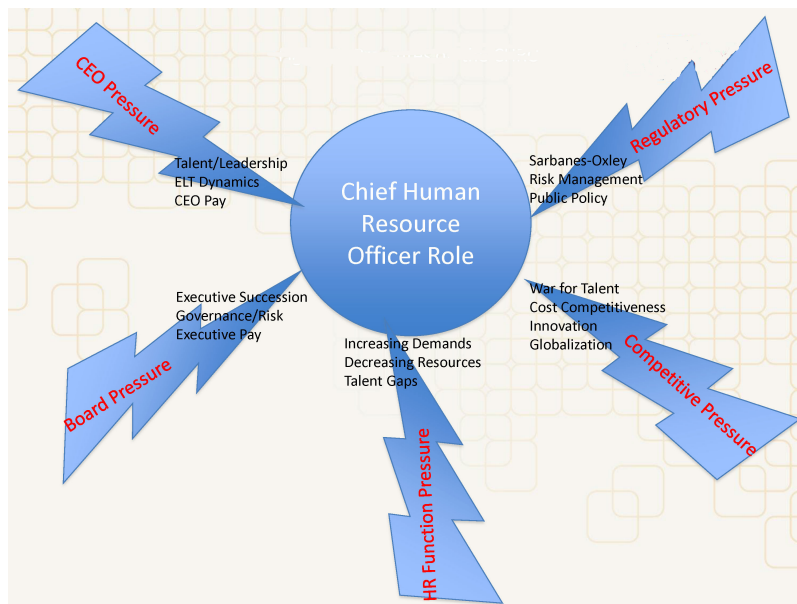 CEO Pressure
Talent/Leadership
ELT Dynamics
CEO Pay
Regulatory Pressure
Sarbanes-Oxley
Risk Management
Public Policy
Chief Human
Resource
Officer Role
Executive Succession
Governance/Risk
Executive Pay
Board Pressure
War for Talent
Cost Competitiveness
Innovation
Globalization
Competitive Pressure
Increasing Demands
Decreasing Resources
Talent Gaps
HR Function Pressure